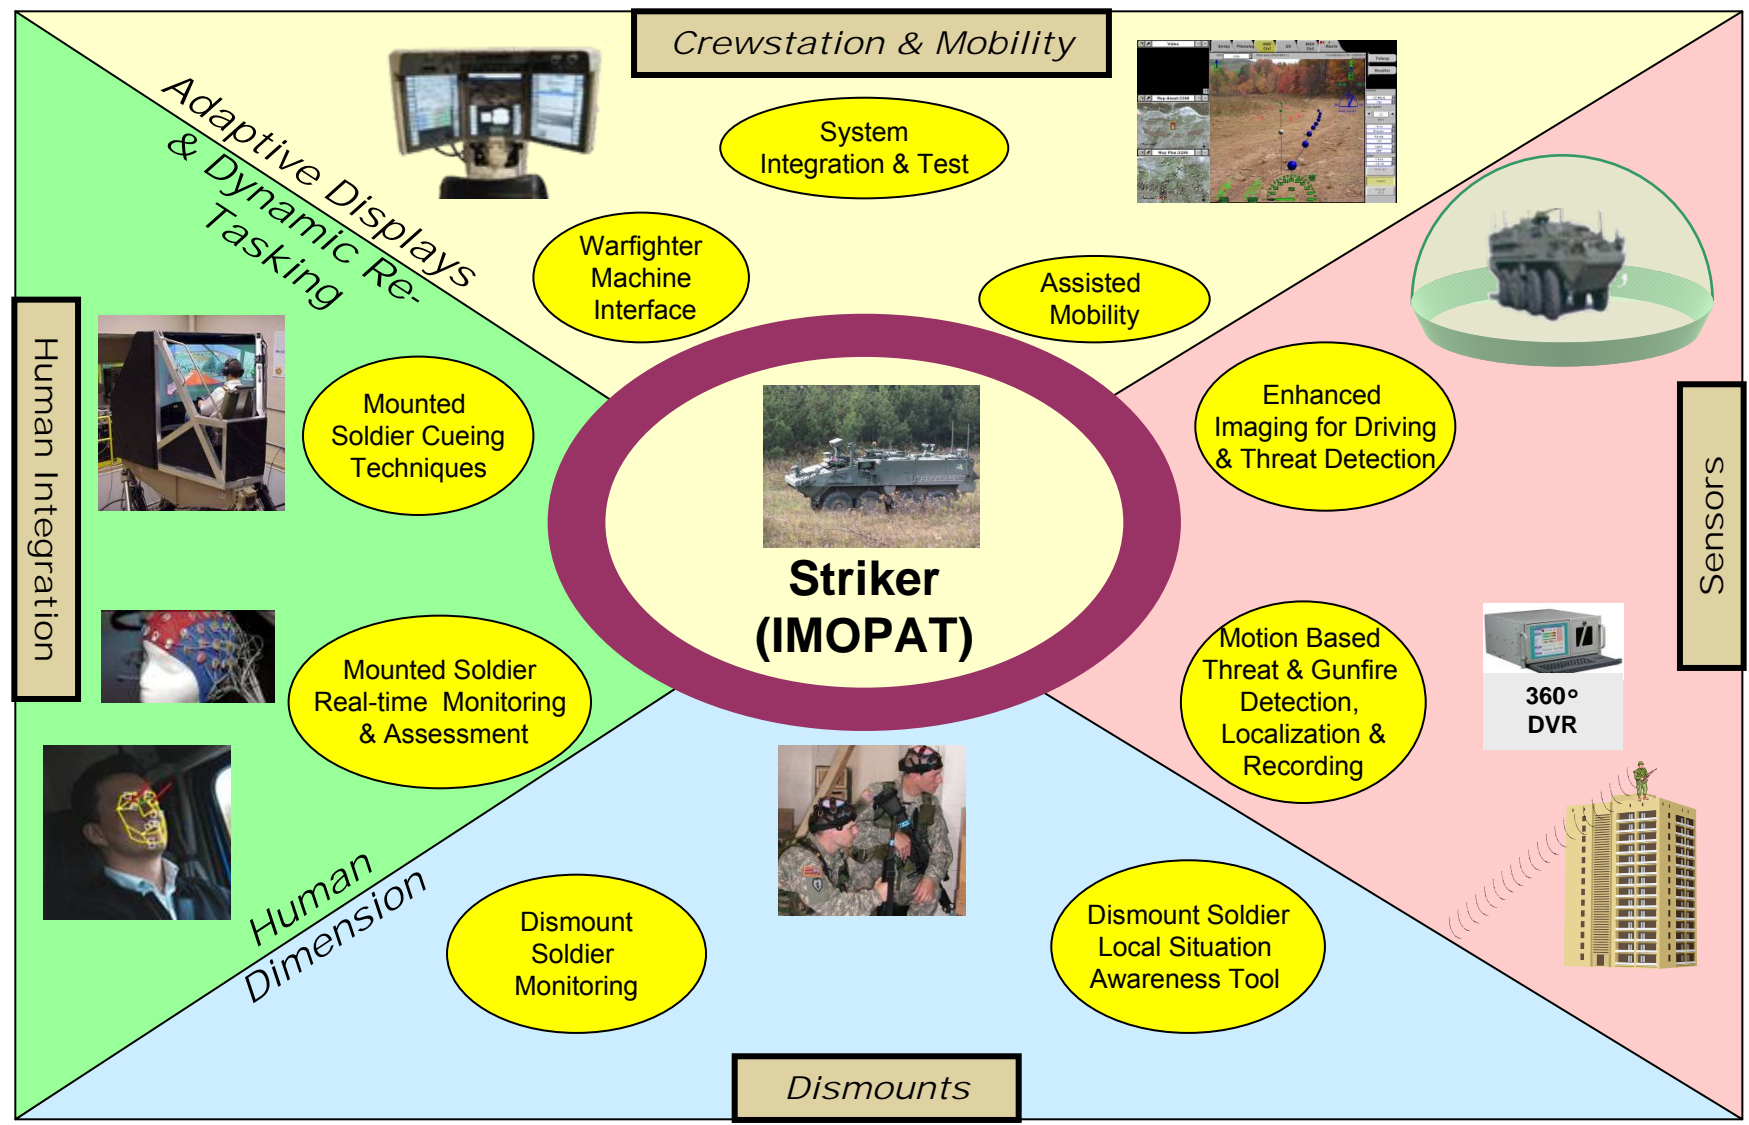 Crewstation & Mobility
System
Integration & Test
Warfighter
Machine
Interface
Assisted
Mobility
Adaptive Displays
& Dynamic Re-
Tasking
Human Integration
Mounted
Soldier Cueing
Techniques
Mounted Soldier
Real-time Monitoring
& Assessment
Human
Dimension
Striker
(IMOPAT)
Enhanced
Imaging for Driving
& Threat Detection
Sensors
Motion Based
Threat & Gunfire
Detection,
Localization &
Recording
360°
DVR
Dismount
Soldier
Monitoring
Dismount Soldier
Local Situation
Awareness Tool
Dismounts